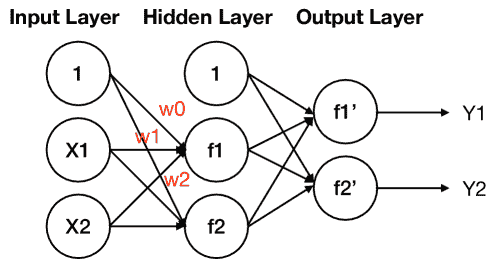 Input Layer Hidden Layer Output Layer
1 1
w0
f1’ Y1
w1
X1 f1
w2
f2’ Y2
X2 f2